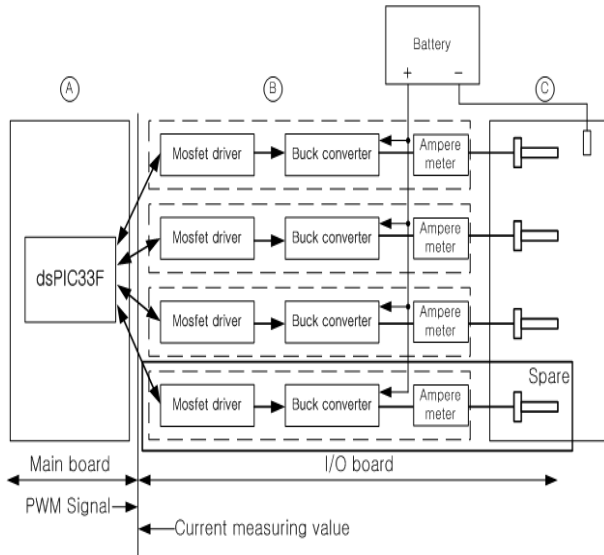 Battery
+ −
A B C
Mosfet driver Buck converter Ampere
meter
Mosfet driver Buck converter Ampere
meter
dsPIC33F
Mosfet driver Buck converter Ampere
meter
Spare
Mosfet driver Buck converter Ampere
meter
Main board I/O board
PWM Signal
Current measuring value